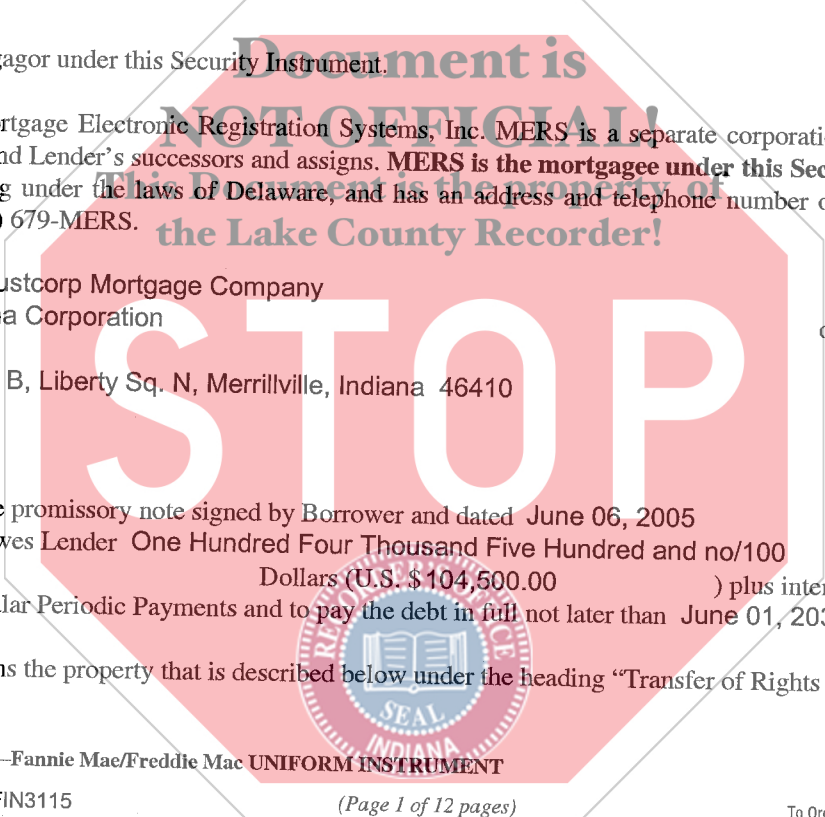 Document is
gagor under this Security Instrument.
NOT OFFICIAL!
rtgage Electronic Registration Systems, Inc. MERS is a separate corporati
nd Lender's successors and assigns. MERS is the mortgagee under this Sec
This Document is the property of
g under the laws of Delaware, and has an address and telephone number o
) 679-MERS.
the Lake County Recorder!
ustcorp Mortgage Company
a Corporation
B, Liberty Sq. N, Merrillville, Indiana 46410
STOP
e promissory note signed by Borrower and dated June 06, 2005
wes Lender One Hundred Four Thousand Five Hundred and no/100
Dollars (U.S. $104,500.00 ) plus inter
lar Periodic Payments and to pay the debt in full not later than June 01, 203
RECORDER'S OFFICE
ns the property that is described below under the heading "Transfer of Rights
SEAL
INDIANA
—Fannie Mae/Freddie Mac UNIFORM INSTRUMENT
FIN3115
(Page 1 of 12 pages)
To Ord